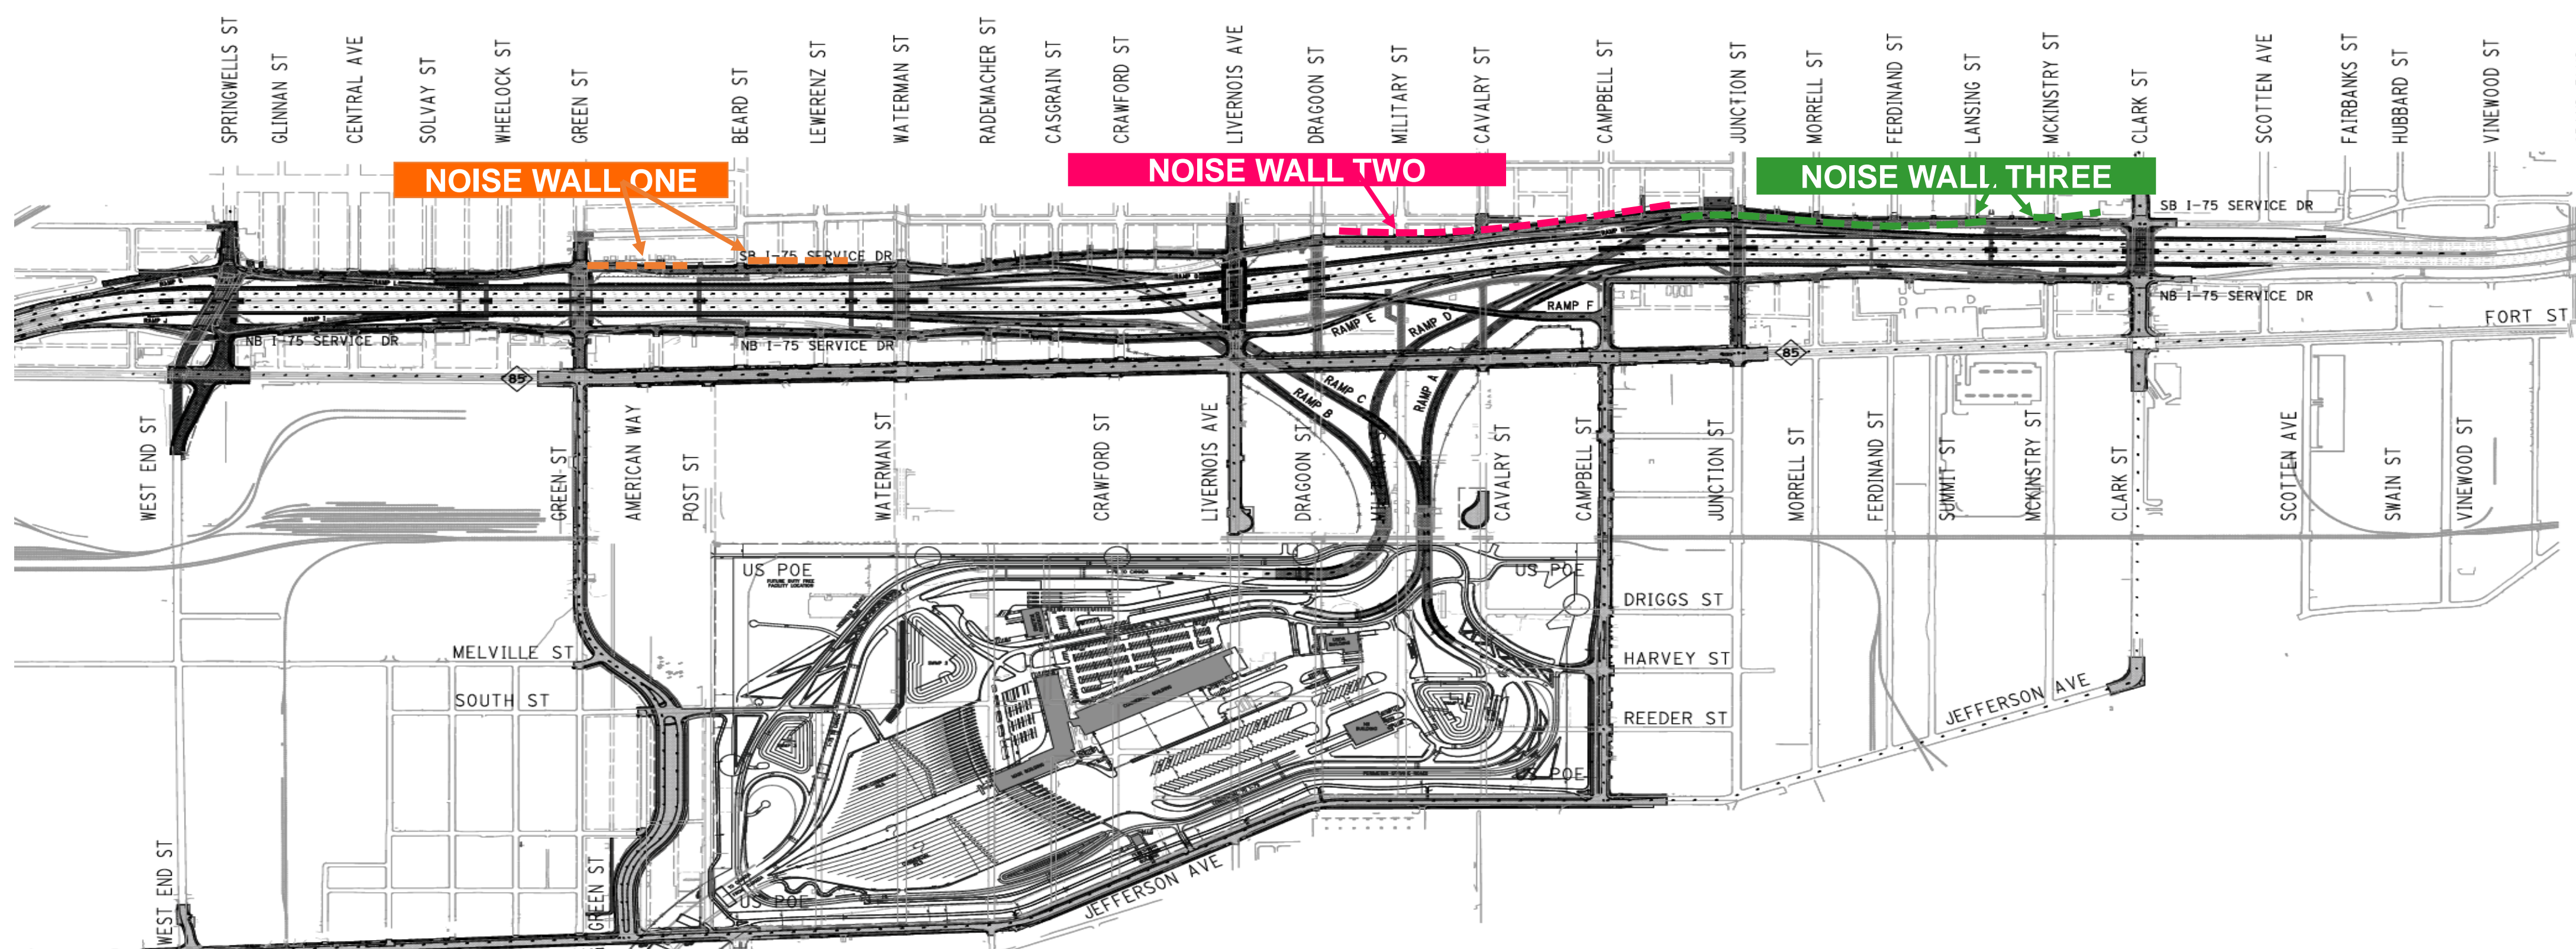 SPRINGWELLS ST
GLINNAN ST
CENTRAL AVE
SOLVAY ST
WHEELOCK ST
GREEN ST
BEARD ST
LEWERENZ ST
WATERMAN ST
RADEMACHER ST
CASGRAIN ST
CRAWFORD ST
LIVERNOIS AVE
DRAGOON ST
MILITARY ST
CAVALRY ST
CAMPBELL ST
JUNCTION ST
MORRELL ST
FERDINAND ST
LANSING ST
MCKINSTRY ST
CLARK ST
SCOTTEN AVE
FAIRBANKS ST
HUBBARD ST
VINEWOOD ST
NOISE WALL ONE
NOISE WALL TWO
NOISE WALL THREE
SB I-75 SERVICE DR
SB I-75 SERVICE DR
NB I-75 SERVICE DR
NB I-75 SERVICE DR
NB I-75 SERVICE DR
FORT ST
RAMP J
RAMP E
RAMP D
RAMP F
85
85
RAMP C
RAMP B
RAMP A
WEST END ST
GREEN ST
AMERICAN WAY
POST ST
WATERMAN ST
CRAWFORD ST
LIVERNOIS AVE
DRAGOON ST
CAVALRY ST
CAMPBELL ST
JUNCTION ST
MORRELL ST
FERDINAND ST
SUMMIT ST
MCKINSTRY ST
CLARK ST
SCOTTEN AVE
SWAIN ST
VINEWOOD ST
US POE
FUTURE DUTY FREE
FACILITY LOCATION
US POE
DRIGGS ST
MELVILLE ST
HARVEY ST
SOUTH ST
REEDER ST
JEFFERSON AVE
US POE
US POE
JEFFERSON AVE
WEST END ST
GREEN ST